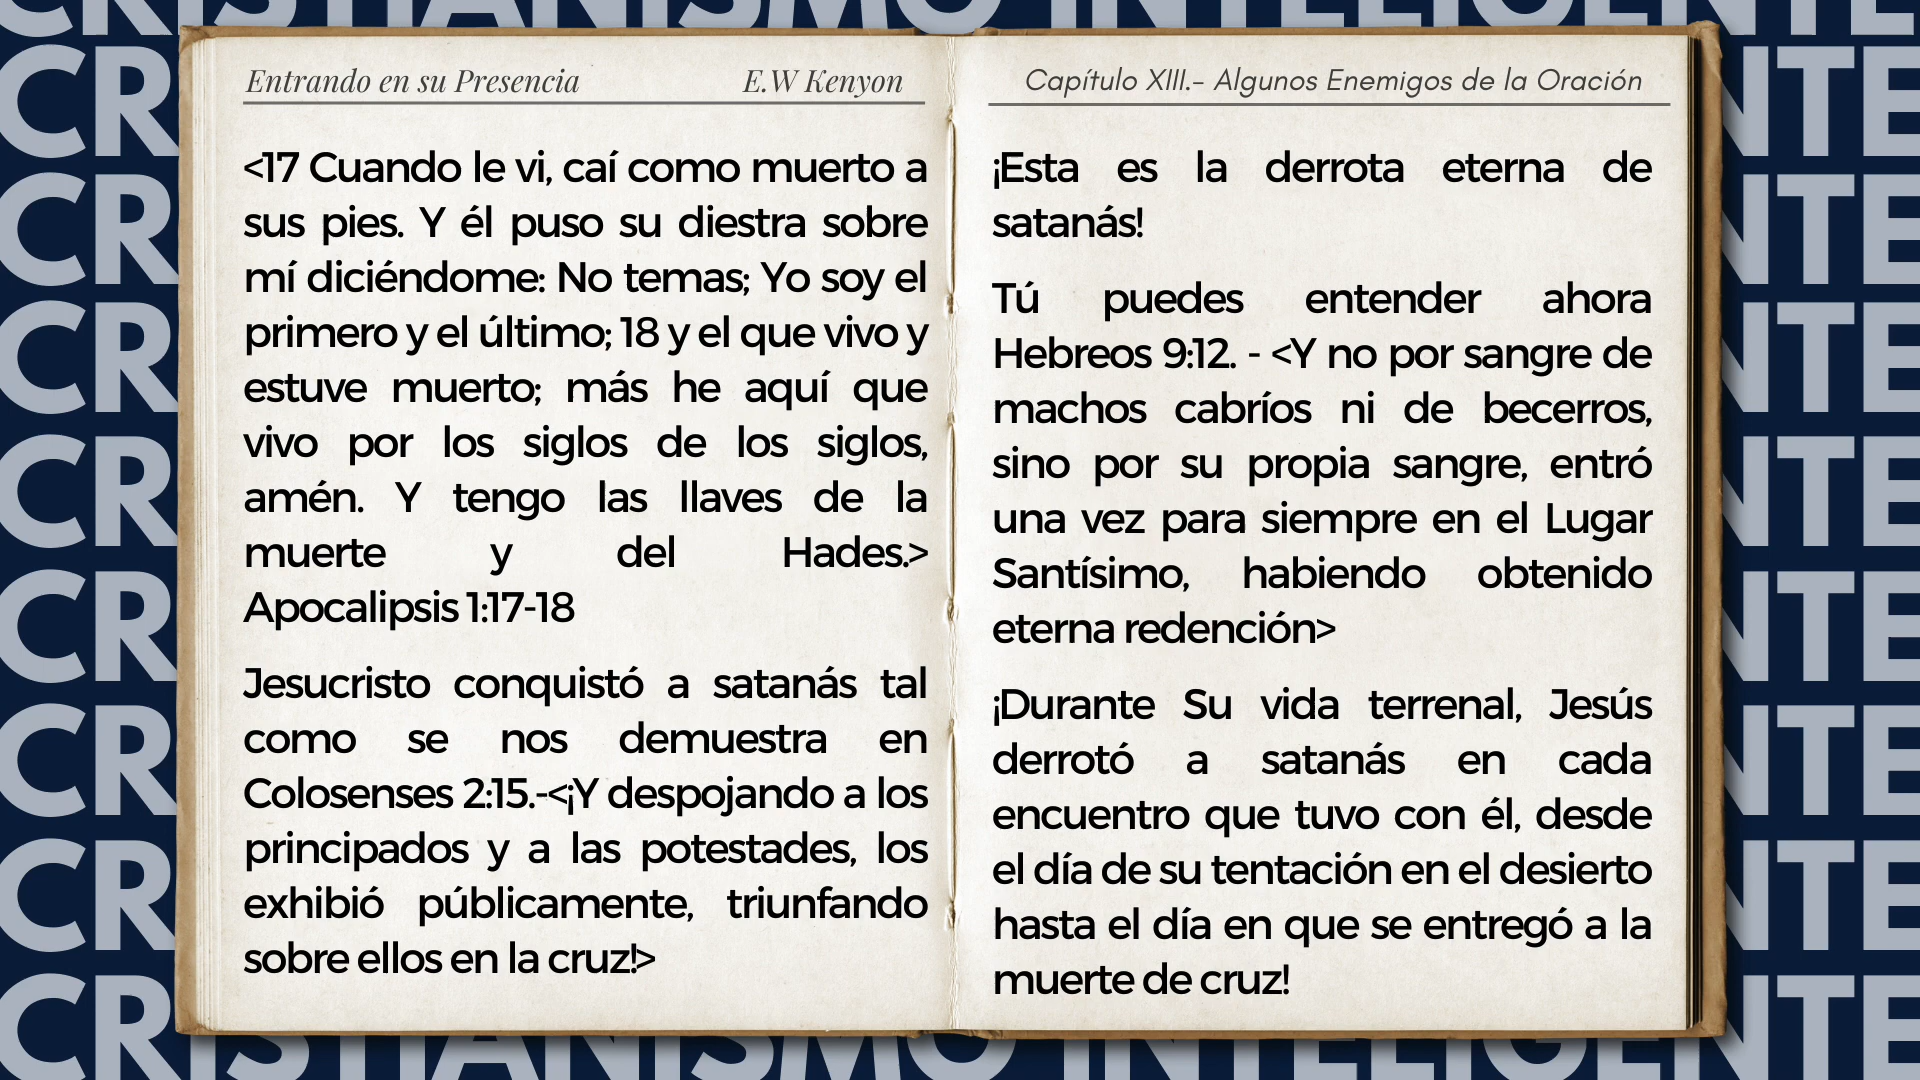 CRISTIANISMO INTELIGENTE
Entrando en su Presencia
E.W Kenyon
<17 Cuando le vi, caí como muerto a
sus pies. Y él puso su diestra sobre
mí diciéndome: No temas; Yo soy el
primero y el último; 18 y el que vivo y
estuve muerto; más he aquí que
vivo por los siglos de los siglos,
amén. Y tengo las llaves de la
muerte y del Hades.>
Apocalipsis 1:17-18
Jesucristo conquistó a satanás tal
como se nos demuestra en
Colosenses 2:15.-<¡Y despojando a los
principados y a las potestades, los
exhibió públicamente, triunfando
sobre ellos en la cruz!>
Capítulo XIII.- Algunos Enemigos de la Oración
¡Esta es la derrota eterna de
satanás!
Tú puedes entender ahora
Hebreos 9:12. - <Y no por sangre de
machos cabríos ni de becerros,
sino por su propia sangre, entró
una vez para siempre en el Lugar
Santísimo, habiendo obtenido
eterna redención>
¡Durante Su vida terrenal, Jesús
derrotó a satanás en cada
encuentro que tuvo con él, desde
el día de su tentación en el desierto
hasta el día en que se entregó a la
muerte de cruz!
CRISTIANISMO INTELIGENTE